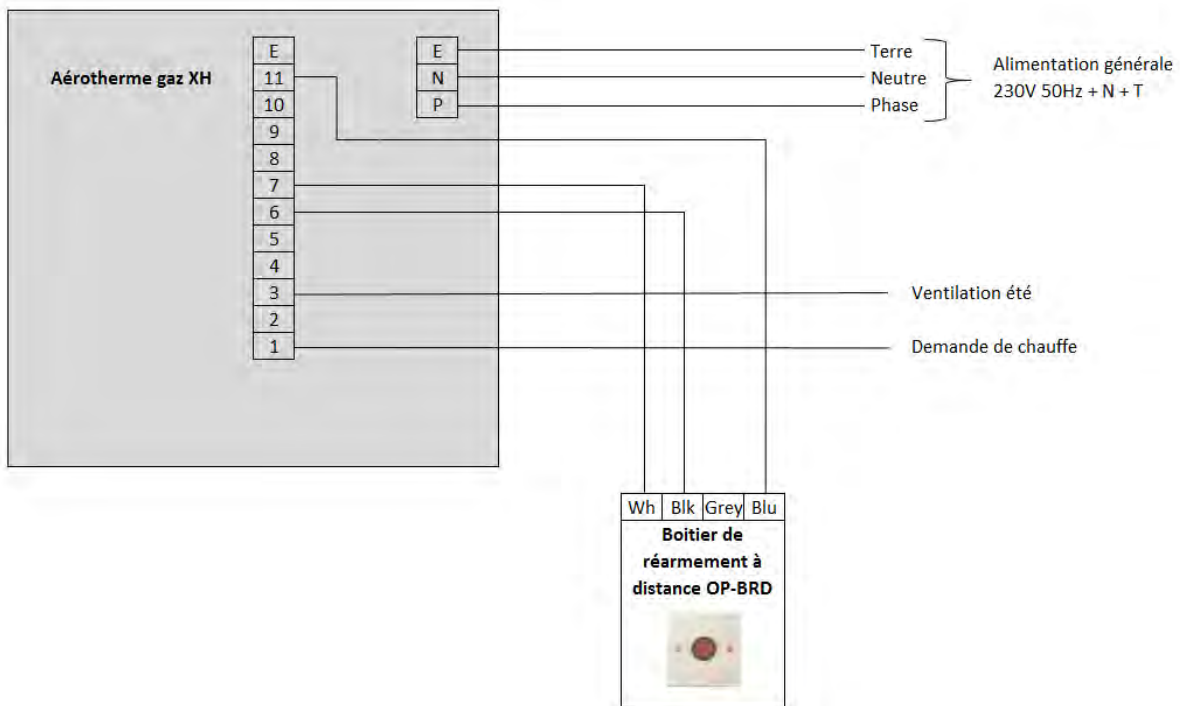 Aérotherme gaz XH
E
11
10
9
8
7
6
5
4
3
2
1
E
N
P
Terre
Neutre
Phase
Alimentation générale
230V 50Hz + N + T
Ventilation été
Demande de chauffe
Wh Blk Grey Blu
Boitier de
réarmement à
distance OP-BRD